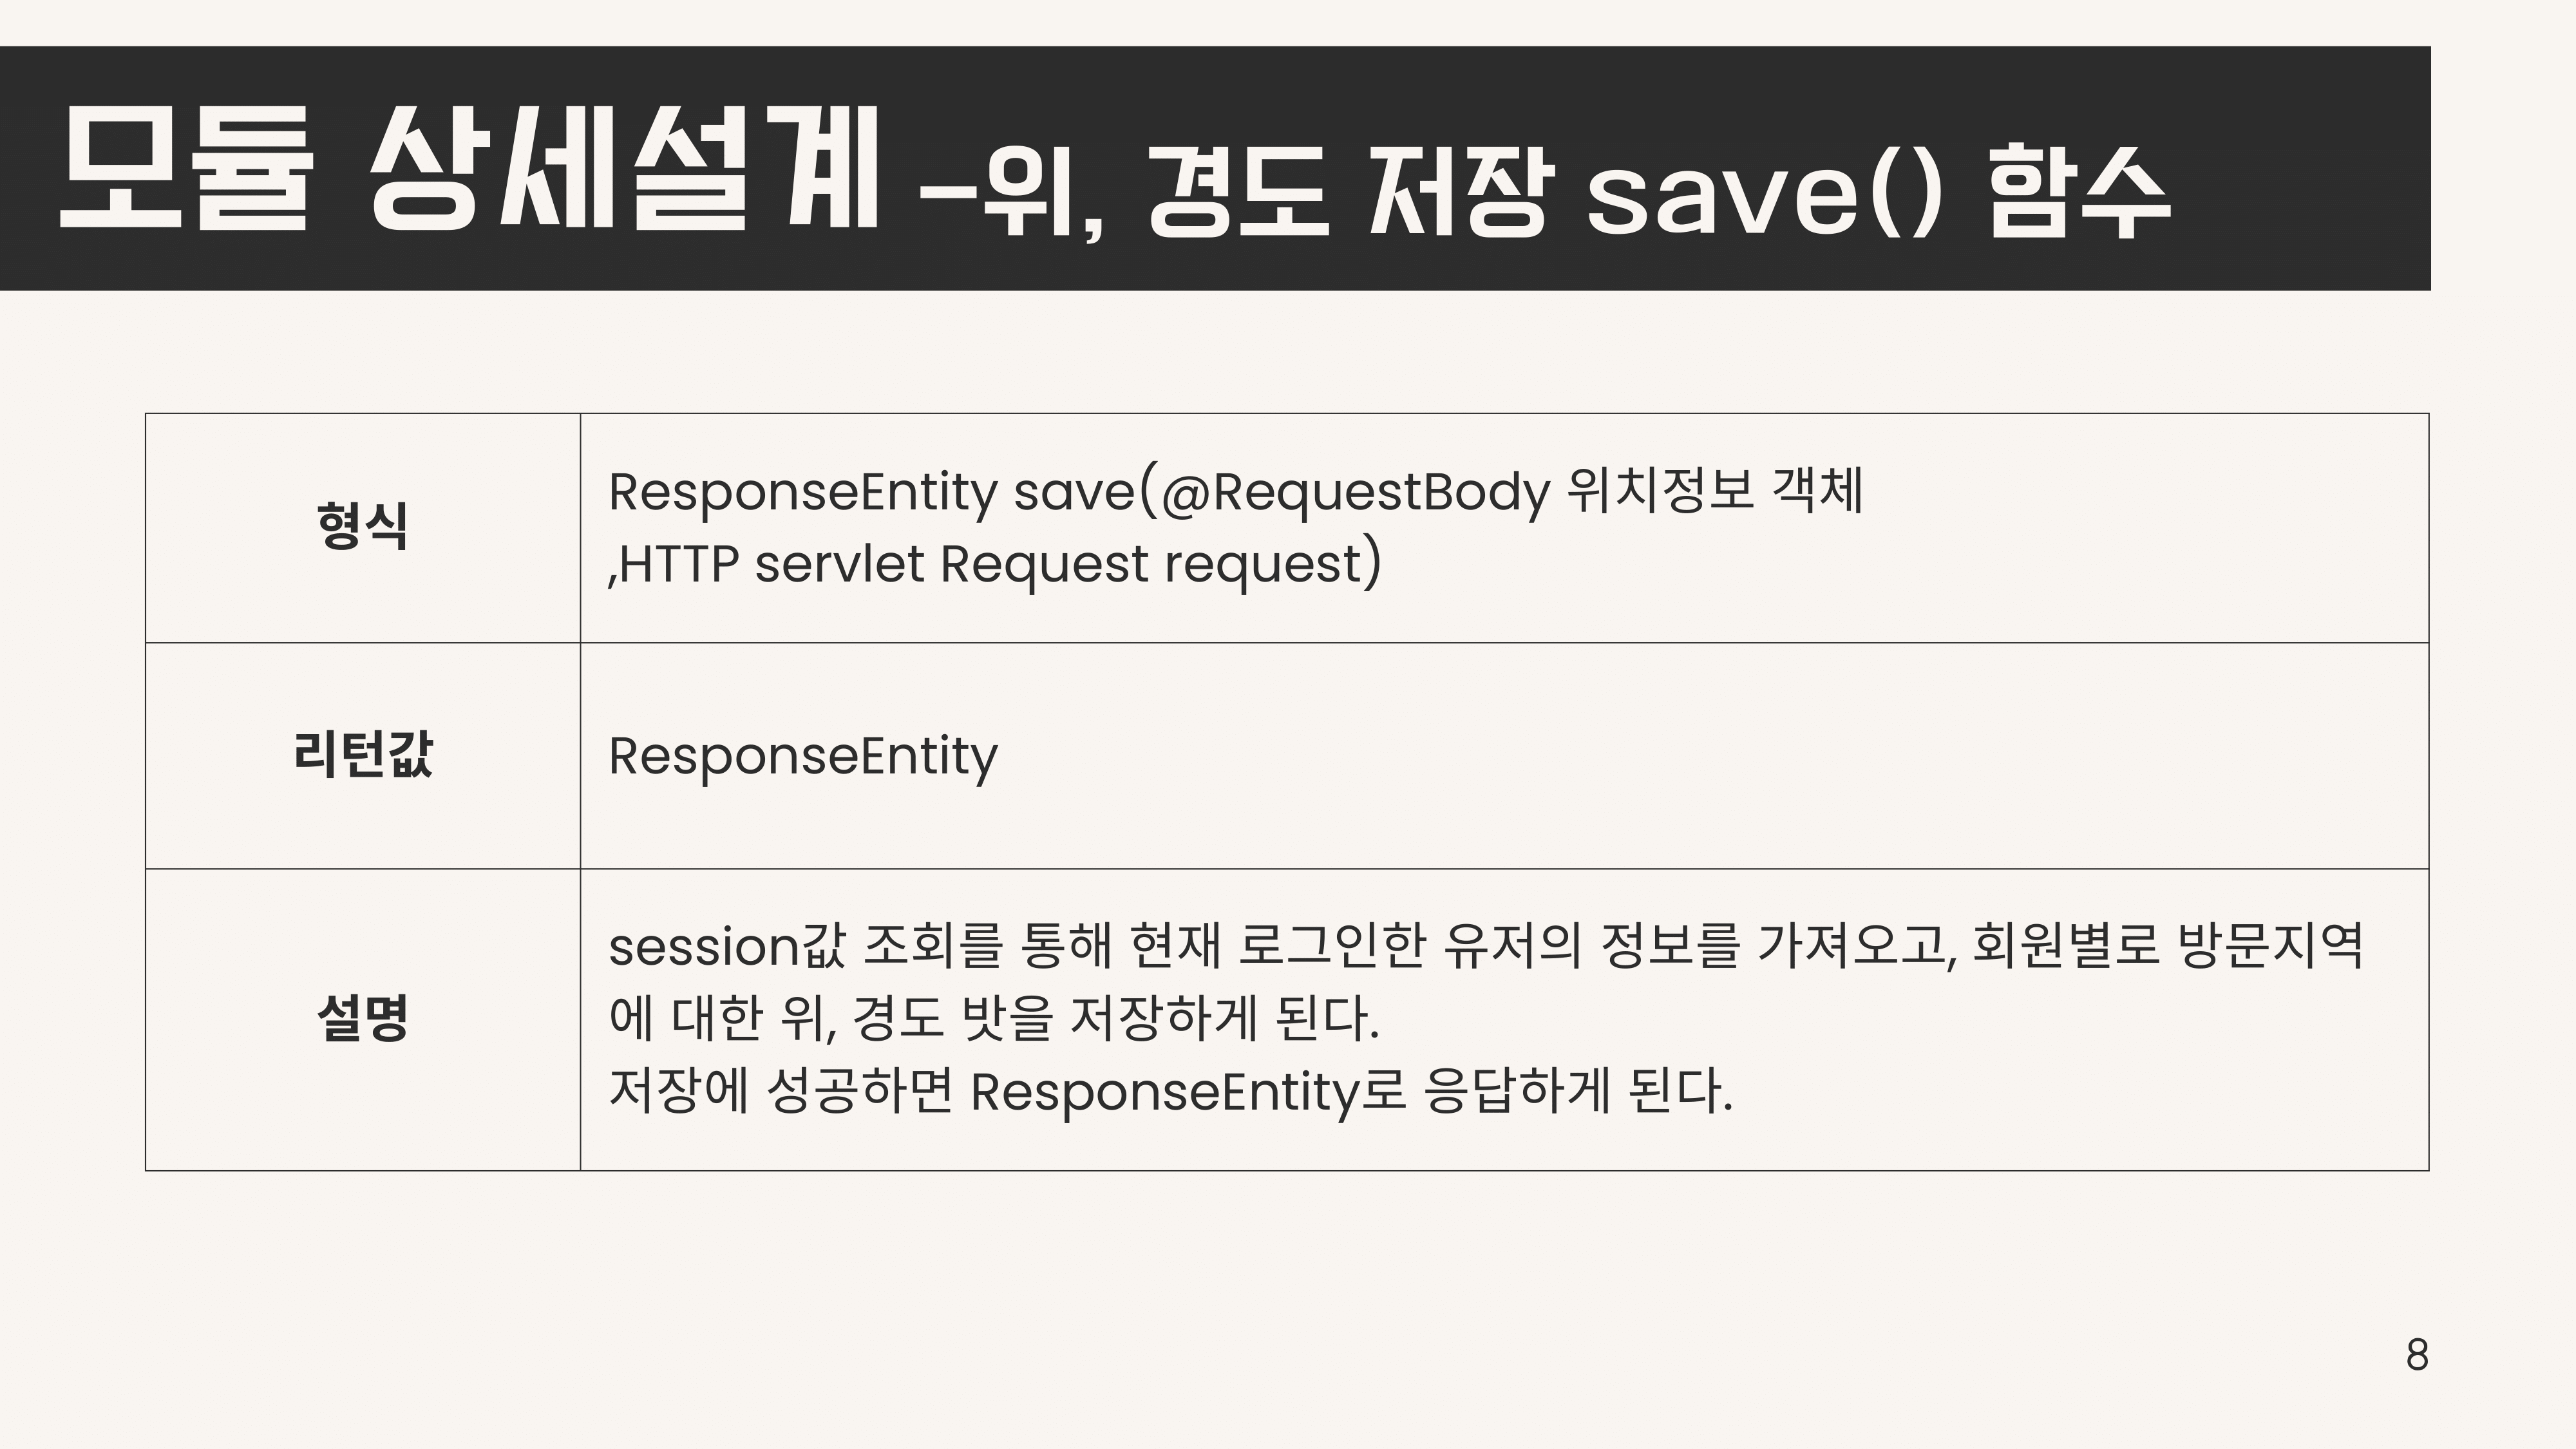 모듈 상세설계 -위, 경도 저장 save() 함수
형식
ResponseEntity save(@RequestBody 위치정보 객체
,HTTP servlet Request request)
리턴값
ResponseEntity
설명
session값 조회를 통해 현재 로그인한 유저의 정보를 가져오고, 회원별로 방문지역
에 대한 위, 경도 밧을 저장하게 된다.
저장에 성공하면 ResponseEntity로 응답하게 된다.
8